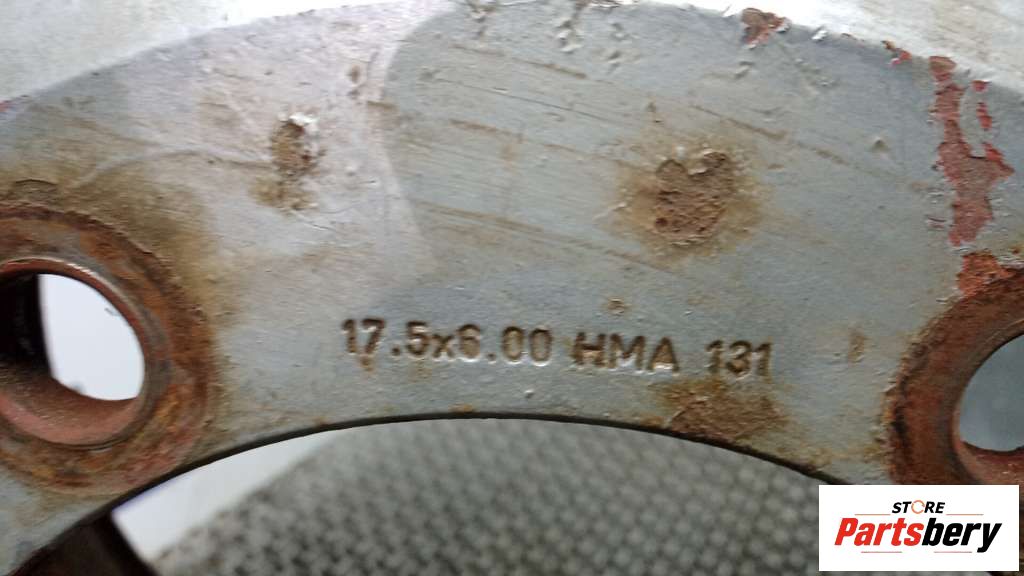 17.5x6.00 HMA 131
STORE
Partsbery